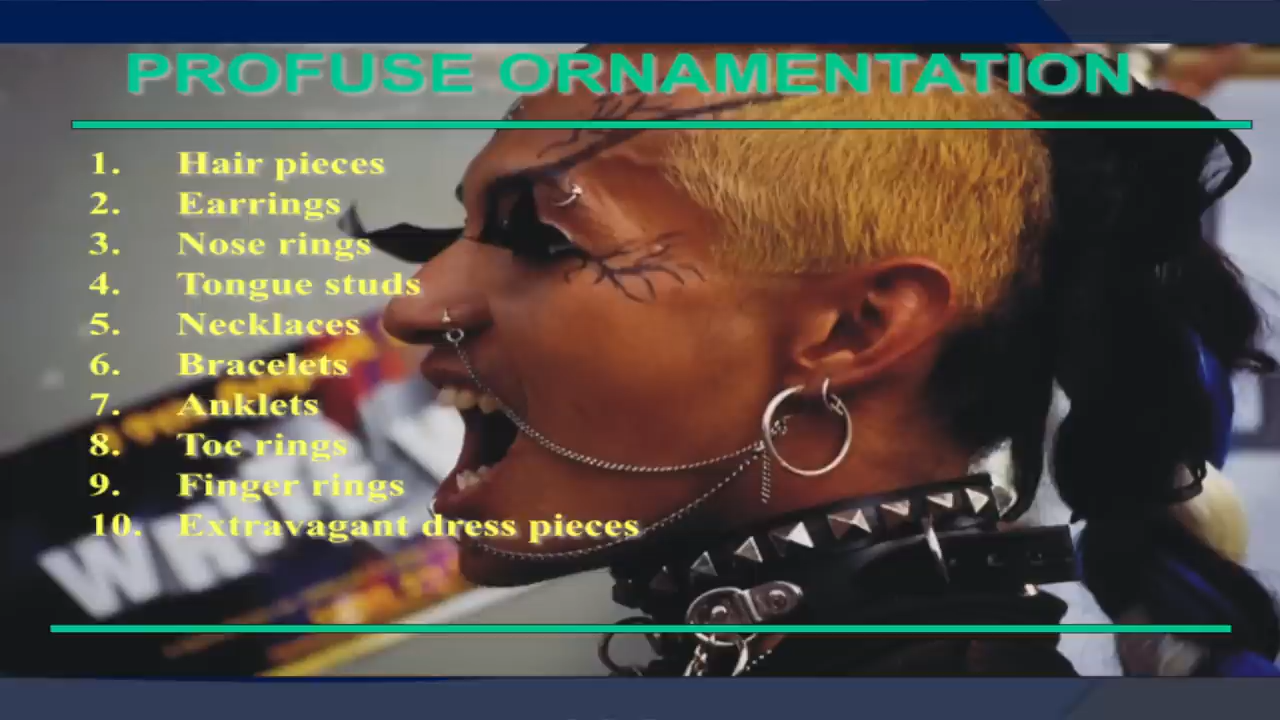 PROFUSE ORNAMENTATION
1. Hair pieces
2. Earrings
3. Nose rings
4. Tongue studs
5. Necklaces
6. Bracelets
7. Anklets
8. Toe rings
9. Finger rings
10. Extravagant dress pieces